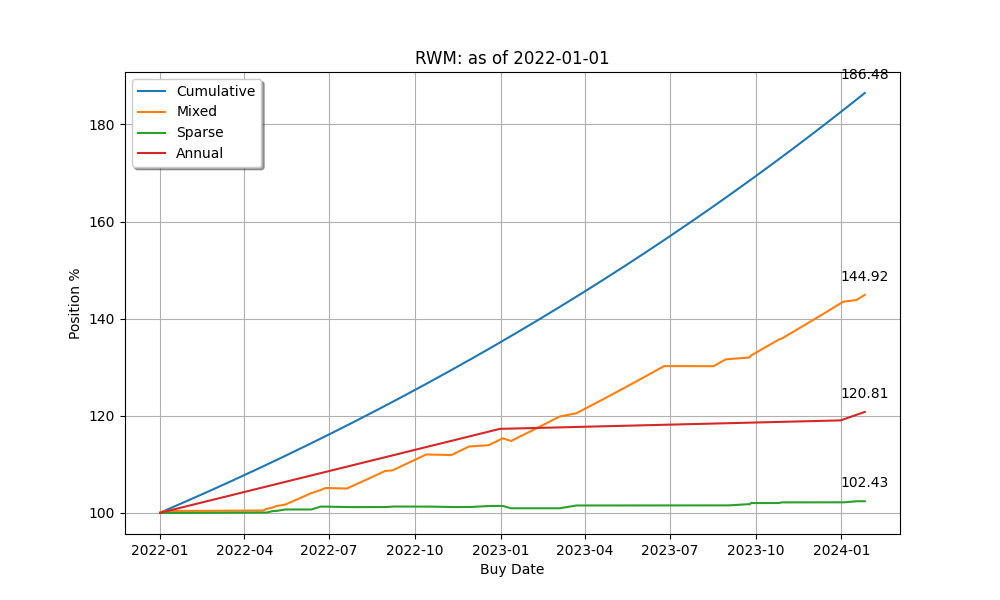 RWM: as of 2022-01-01
186.48
Cumulative
Mixed
Sparse
Annual
180
160
144.92
140
120.81
120
102.43
100
Position %
2022-01 2022-04 2022-07 2022-10 2023-01 2023-04 2023-07 2023-10 2024-01
Buy Date